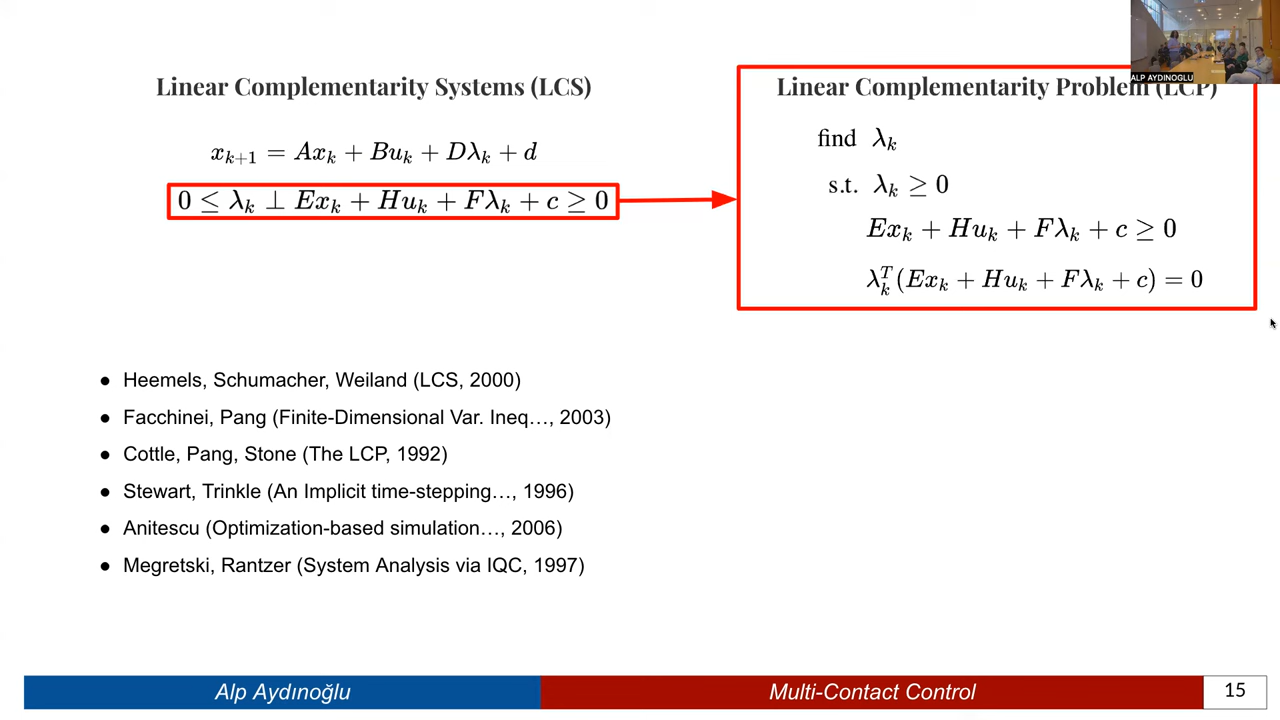 ALP AYDINOGLU
Linear Complementarity Systems (LCS)
x_{k+1} = Ax_k + Bu_k + Dλ_k + d
0 ≤ λ_k ⊥ Ex_k + Hu_k + Fλ_k + c ≥ 0
Linear Complementarity Problem (LCP)
find λ_k
s.t. λ_k ≥ 0
Ex_k + Hu_k + Fλ_k + c ≥ 0
λ_k^T(Ex_k + Hu_k + Fλ_k + c) = 0
● Heemels, Schumacher, Weiland (LCS, 2000)
● Facchinei, Pang (Finite-Dimensional Var. Ineq…, 2003)
● Cottle, Pang, Stone (The LCP, 1992)
● Stewart, Trinkle (An Implicit time-stepping…, 1996)
● Anitescu (Optimization-based simulation…, 2006)
● Megretski, Rantzer (System Analysis via IQC, 1997)
Alp Aydınoğlu
Multi-Contact Control
15